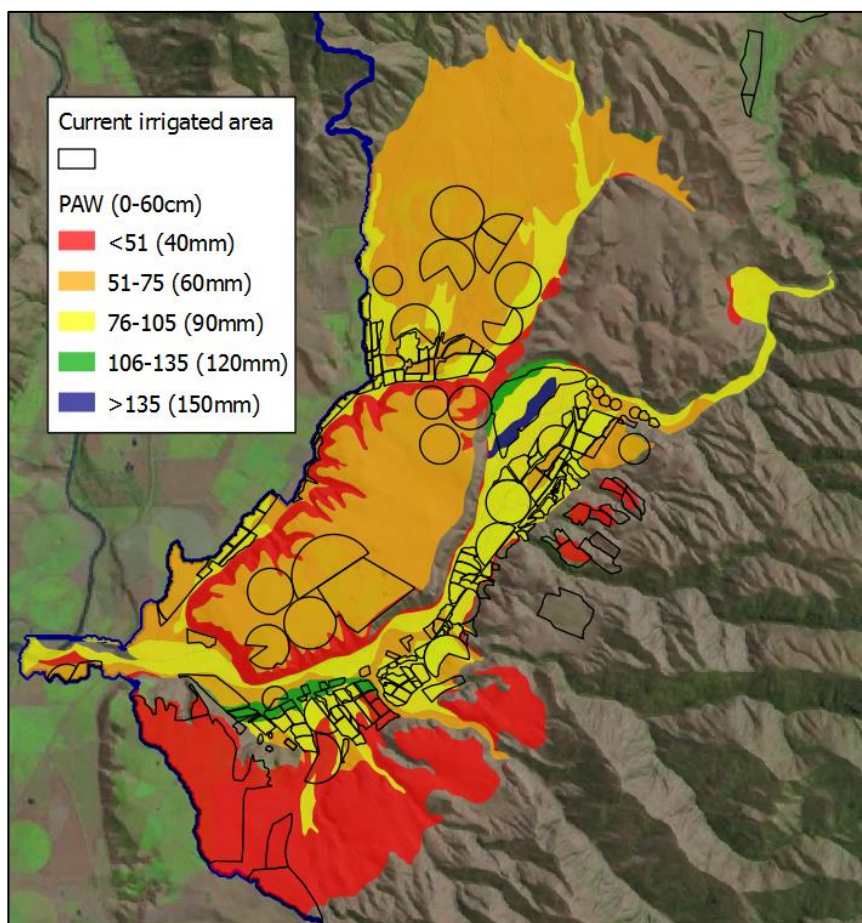 Current irrigated area
PAW (0-60cm)
<51 (40mm)
51-75 (60mm)
76-105 (90mm)
106-135 (120mm)
>135 (150mm)